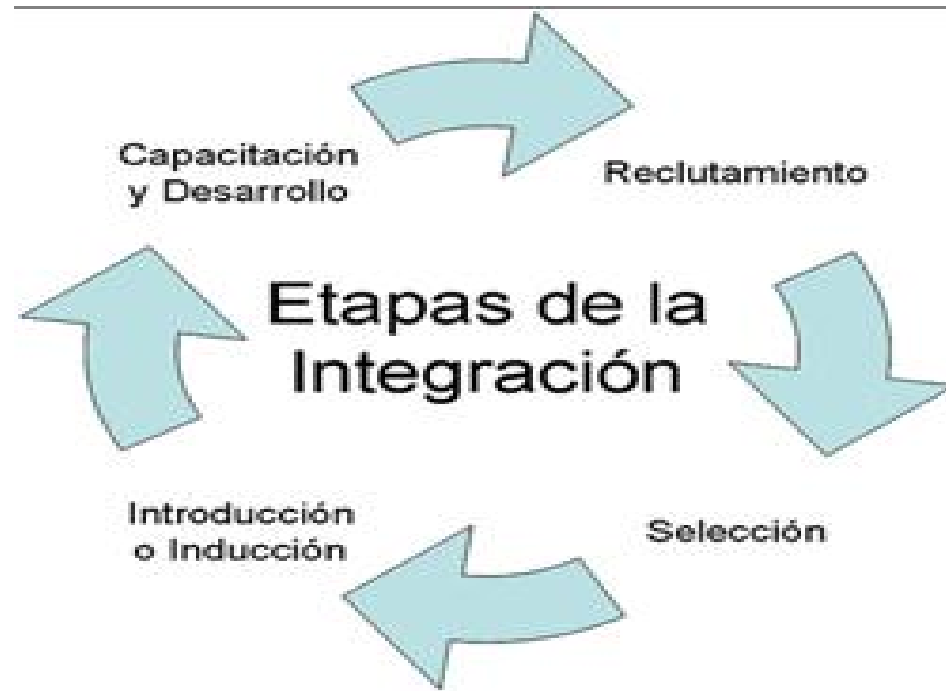 Capacitación
y Desarrollo
Reclutamiento
Etapas de la
Integración
Introducción
o Inducción
Selección